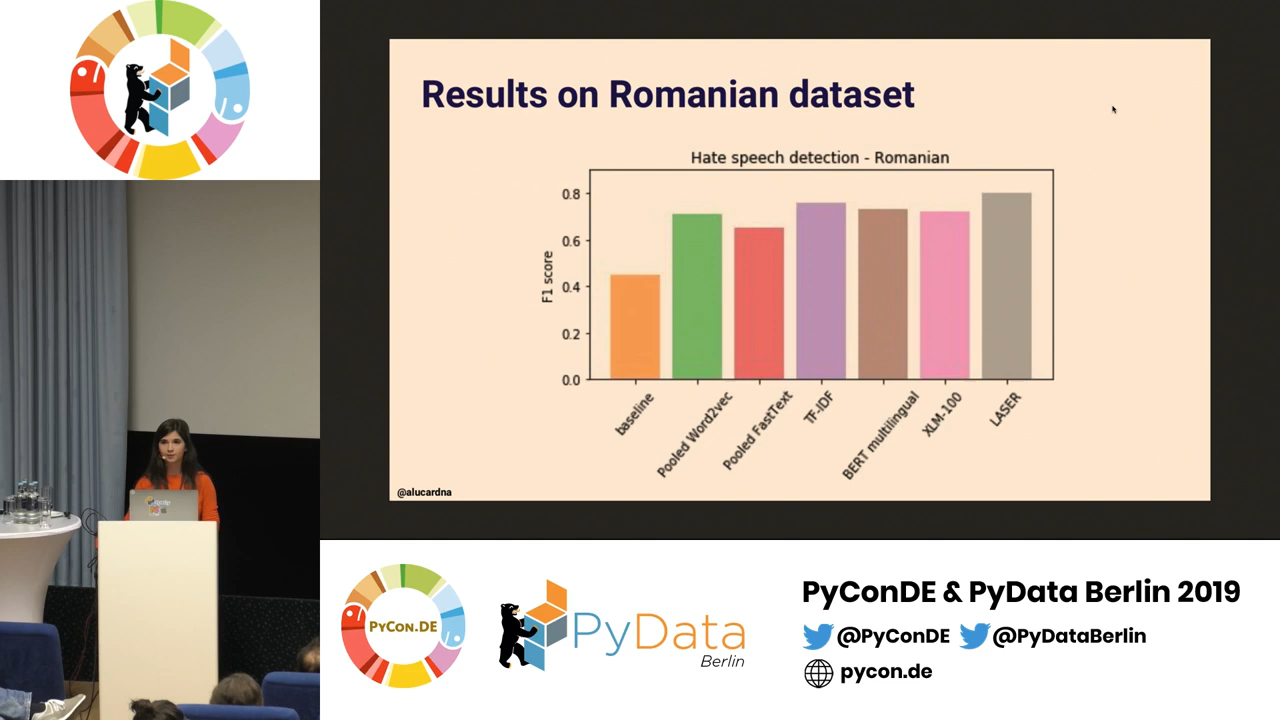 Results on Romanian dataset
Hate speech detection - Romanian
F1 score
0.8
0.6
0.4
0.2
0.0
baseline
Pooled Word2vec
Pooled FastText
TF-IDF
BERT multilingual
XLM-100
LASER
@alucardna
PyCon.DE
PyData
Berlin
PyConDE & PyData Berlin 2019
@PyConDE @PyDataBerlin
pycon.de